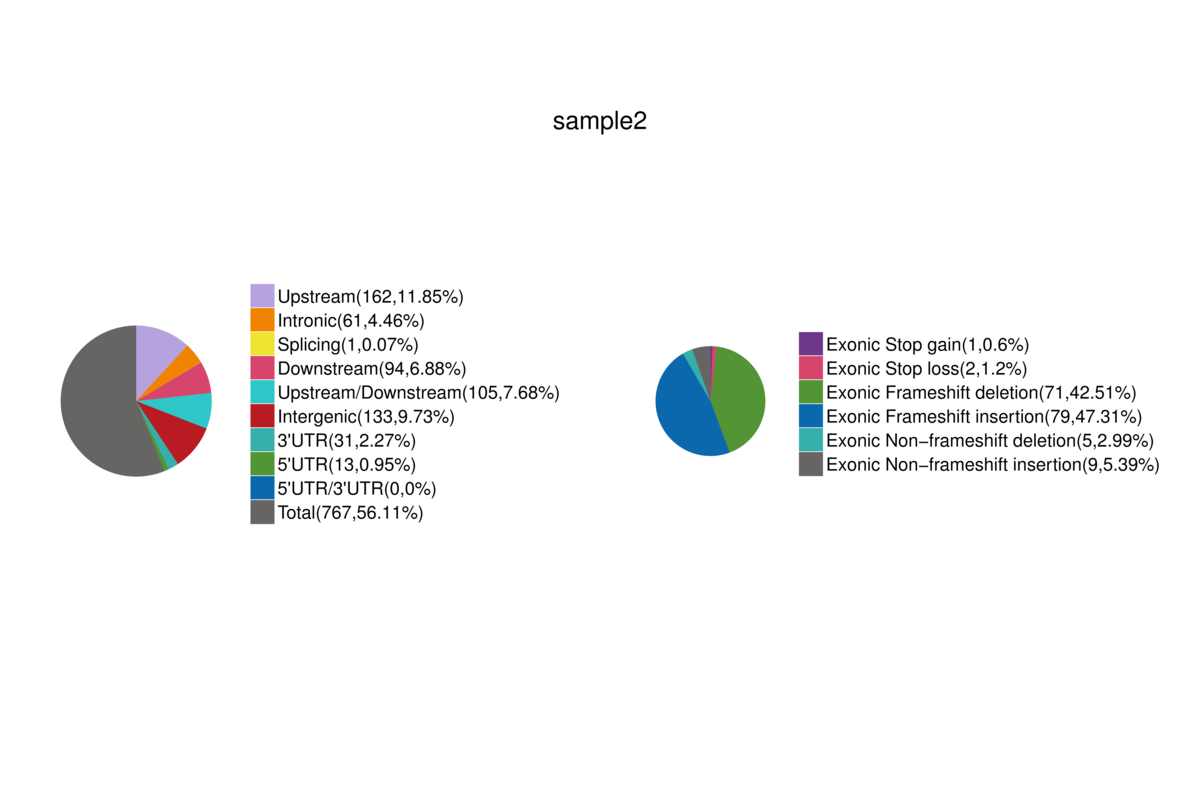 sample2
Upstream(162,11.85%)
Intronic(61,4.46%)
Splicing(1,0.07%)
Downstream(94,6.88%)
Upstream/Downstream(105,7.68%)
Intergenic(133,9.73%)
3'UTR(31,2.27%)
5'UTR(13,0.95%)
5'UTR/3'UTR(0,0%)
Total(767,56.11%)
Exonic Stop gain(1,0.6%)
Exonic Stop loss(2,1.2%)
Exonic Frameshift deletion(71,42.51%)
Exonic Frameshift insertion(79,47.31%)
Exonic Non−frameshift deletion(5,2.99%)
Exonic Non−frameshift insertion(9,5.39%)